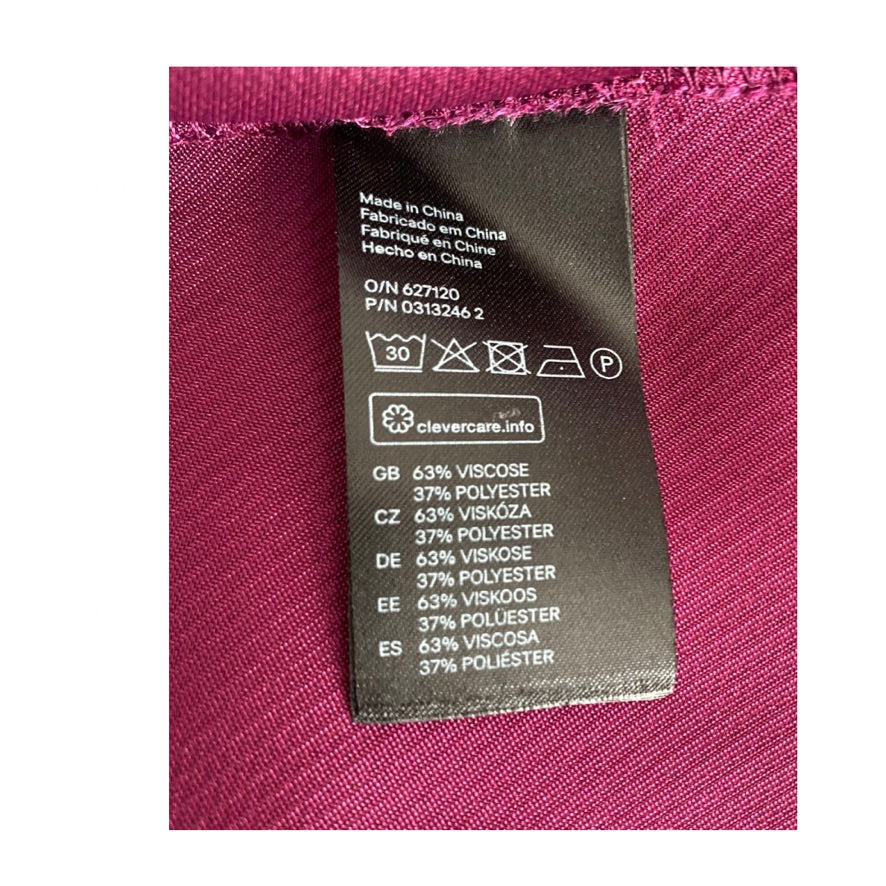 Made in China
Fabricado em China
Fabriqué en Chine
Hecho en China
O/N 627120
P/N 0313246 2
30 P
clevercare.info
GB 63% VISCOSE
37% POLYESTER
CZ 63% VISKÓZA
37% POLYESTER
DE 63% VISKOSE
37% POLYESTER
EE 63% VISKOOS
37% POLÜESTER
ES 63% VISCOSA
37% POLIÉSTER